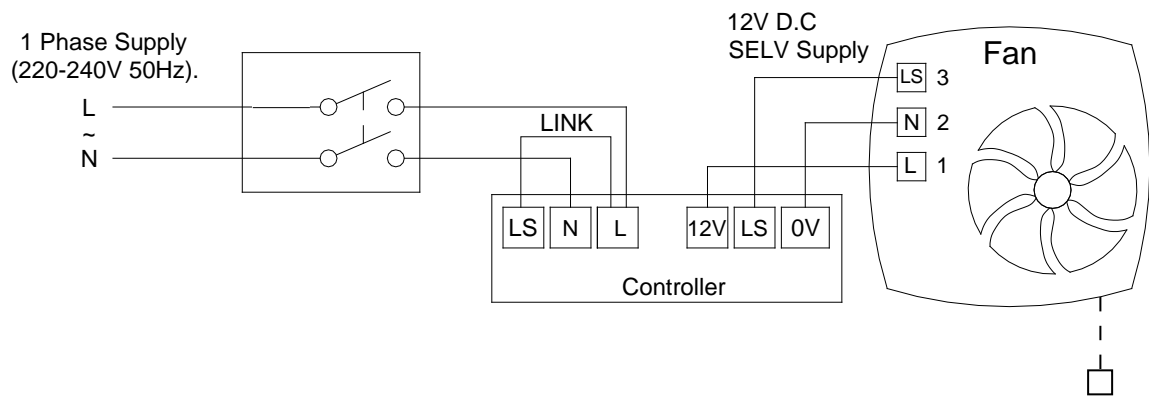 1 Phase Supply
(220-240V 50Hz).
L
~
N
LINK
LS N L
12V LS 0V
Controller
12V D.C
SELV Supply
Fan
LS 3
N 2
L 1